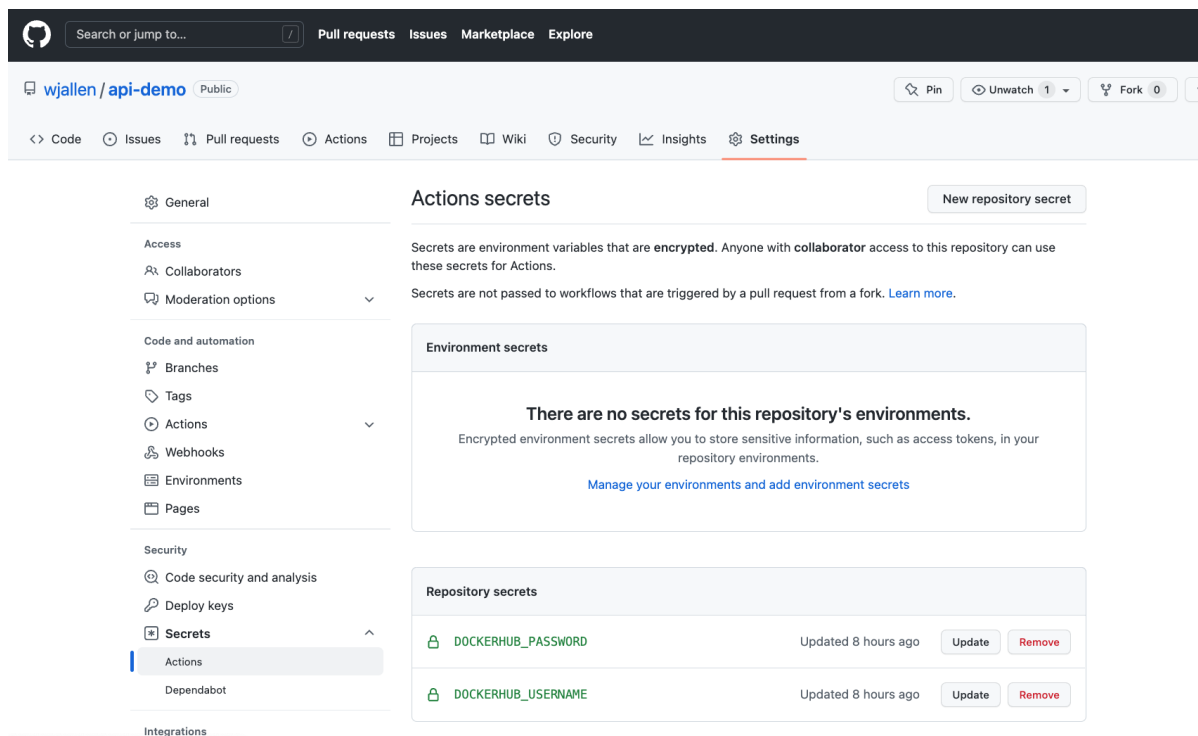 Search or jump to... / Pull requests Issues Marketplace Explore
wjallen / api-demo Public Pin Unwatch 1 Fork 0
Code Issues Pull requests Actions Projects Wiki Security Insights Settings
General
Access
Collaborators
Moderation options
Code and automation
Branches
Tags
Actions
Webhooks
Environments
Pages
Security
Code security and analysis
Deploy keys
Secrets
Actions
Dependabot
Integrations
Actions secrets New repository secret
Secrets are environment variables that are encrypted. Anyone with collaborator access to this repository can use
these secrets for Actions.
Secrets are not passed to workflows that are triggered by a pull request from a fork. Learn more.
Environment secrets
There are no secrets for this repository's environments.
Encrypted environment secrets allow you to store sensitive information, such as access tokens, in your
repository environments.
Manage your environments and add environment secrets
Repository secrets
DOCKERHUB_PASSWORD Updated 8 hours ago Update Remove
DOCKERHUB_USERNAME Updated 8 hours ago Update Remove